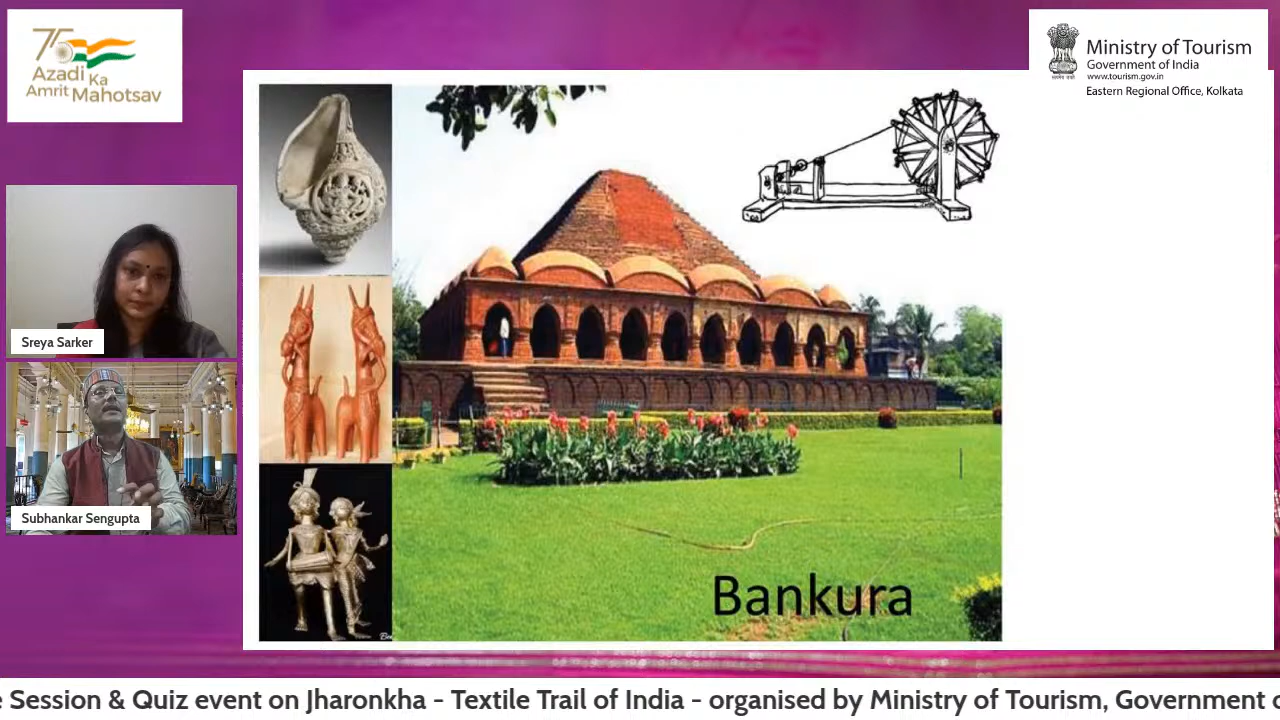 75
Azadi Ka
Amrit Mahotsav
Ministry of Tourism
Government of India
www.tourism.gov.in
Eastern Regional Office, Kolkata
Sreya Sarker
Subhankar Sengupta
Bankura
Session & Quiz event on Jharonkha - Textile Trail of India - organised by Ministry of Tourism, Government